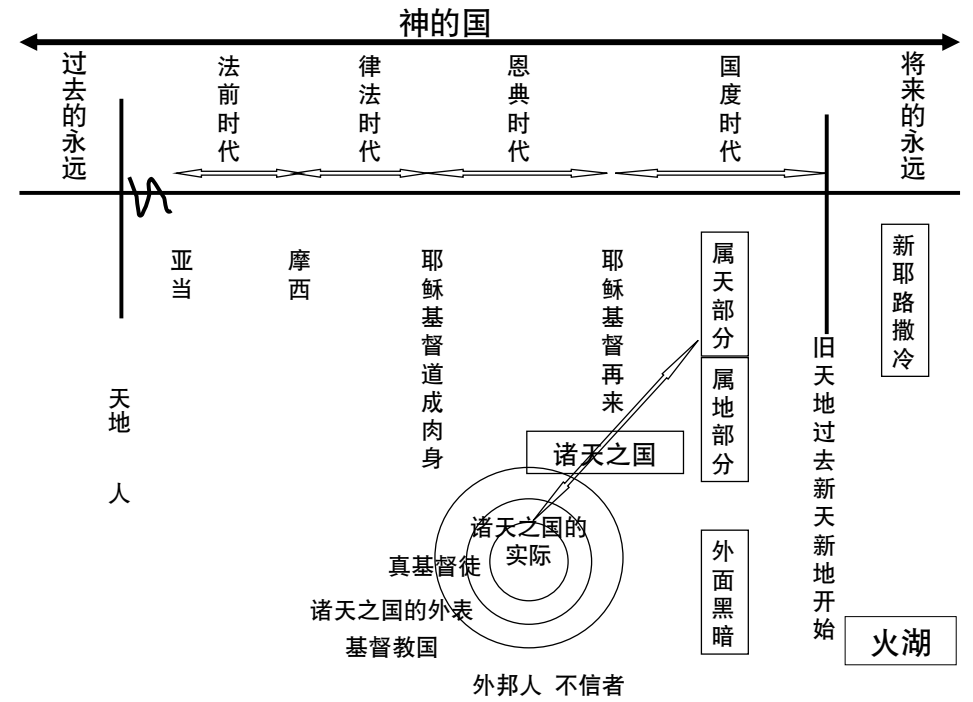 神的国
过去的永远
法前时代
律法时代
恩典时代
国度时代
将来的永远
亚当
摩西
耶稣基督道成肉身
耶稣基督再来
属天部分
属地部分
新耶路撒冷
天地
人
旧天地过去新天新地开始
诸天之国
诸天之国的
实际
真基督徒
诸天之国的外表
基督教国
外邦人 不信者
外面黑暗
火湖